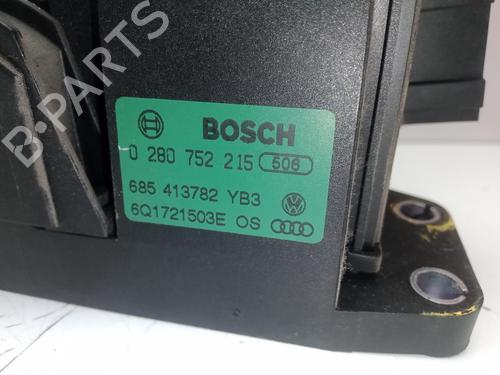 BOSCH
0 280 752 215 506
685 413782 YB3
6Q1721503E OS
B-PARTS